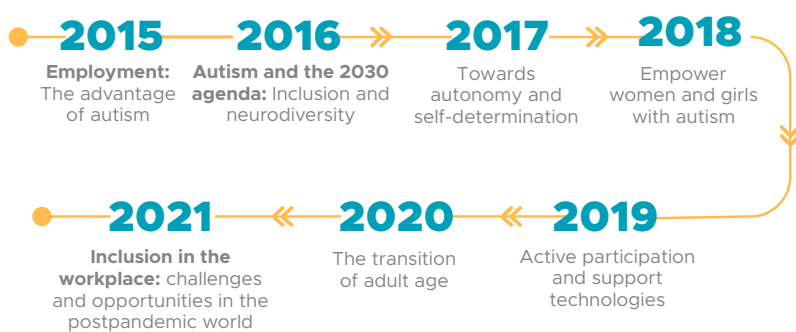 2015
Employment:
The advantage
of autism
2016
Autism and the 2030
agenda: Inclusion and
neurodiversity
2017
Towards
autonomy and
self-determination
2018
Empower
women and girls
with autism
2019
Active participation
and support
technologies
2020
The transition
of adult age
2021
Inclusion in the
workplace: challenges
and opportunities in the
postpandemic world